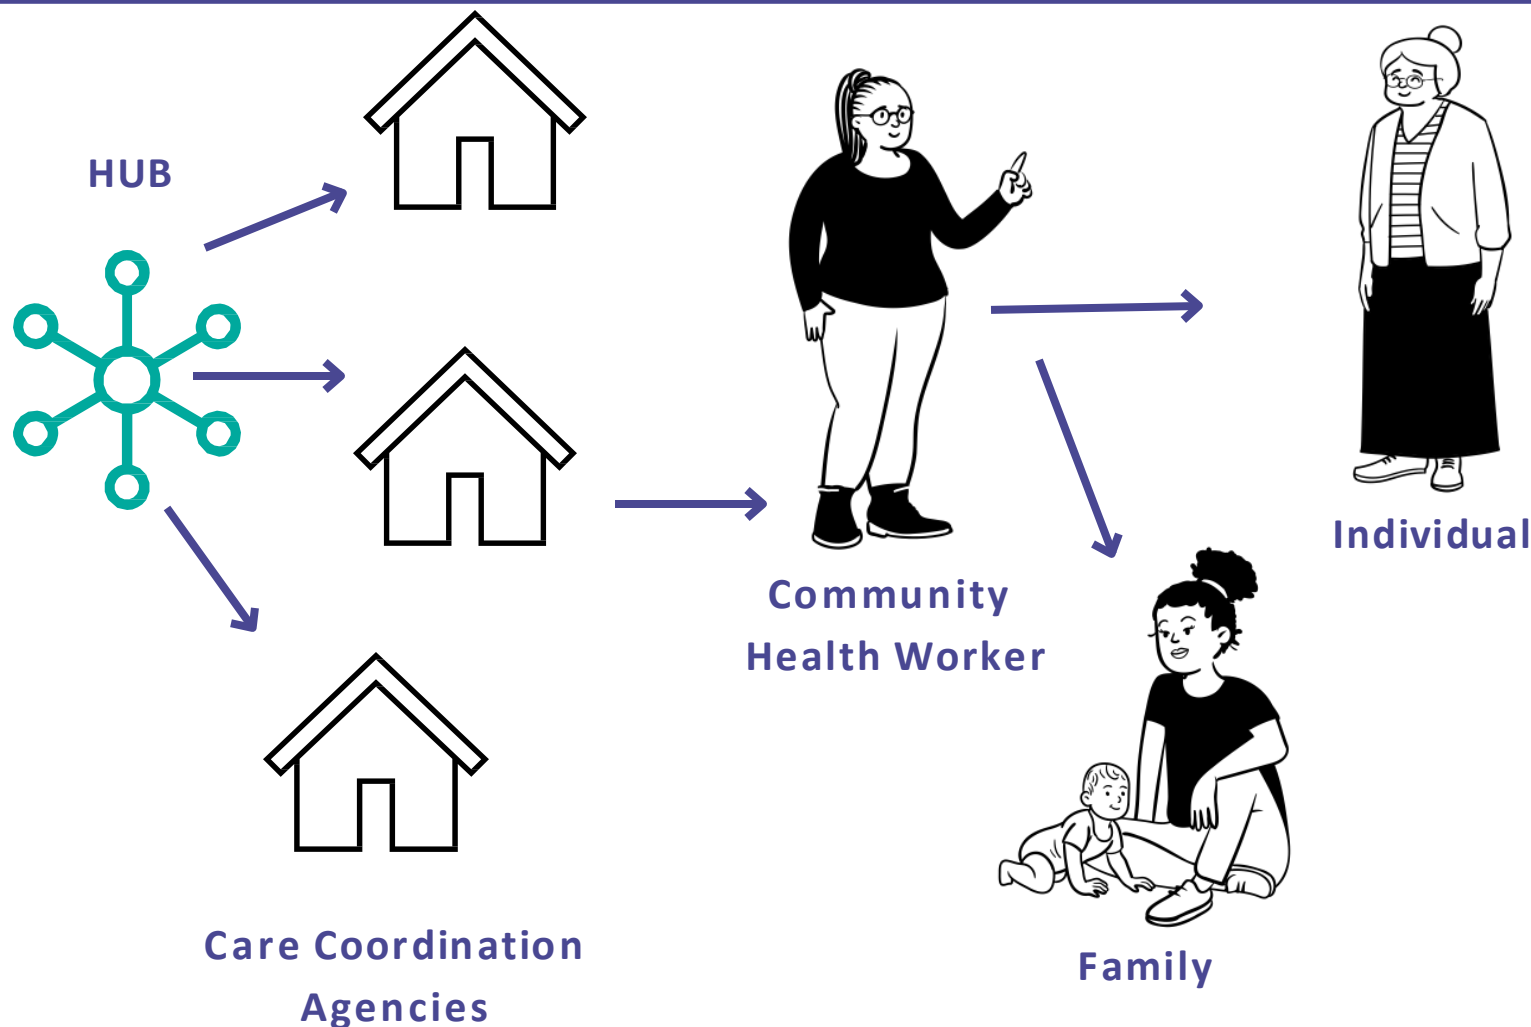 HUB
Individual
Community
Health Worker
Care Coordination
Agencies
Family